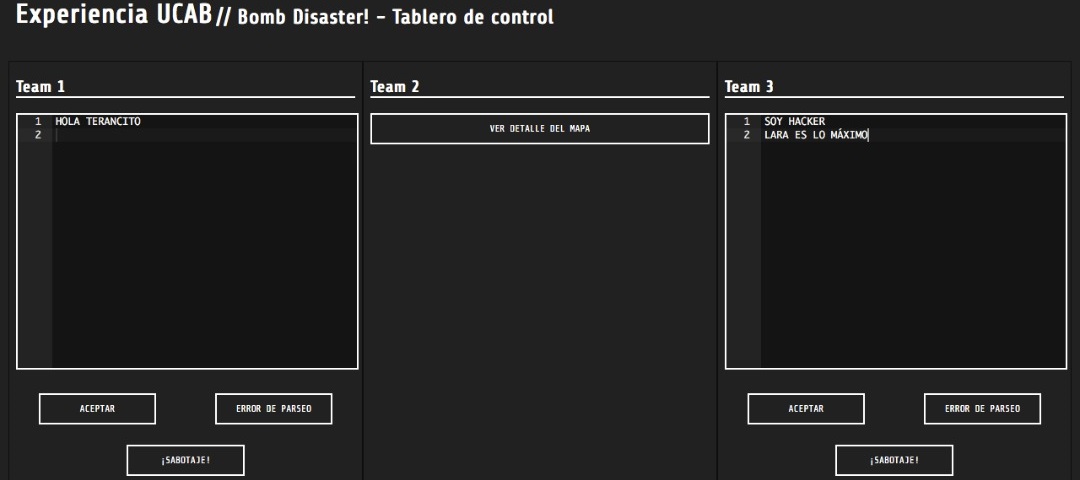 Experiencia UCAB // Bomb Disaster! - Tablero de control
Team 1
1 HOLA TERANCITO
2
ACEPTAR
ERROR DE PARSEO
¡SABOTAJE!
Team 2
VER DETALLE DEL MAPA
Team 3
1 SOY HACKER
2 LARA ES LO MÁXIMO
ACEPTAR
ERROR DE PARSEO
¡SABOTAJE!